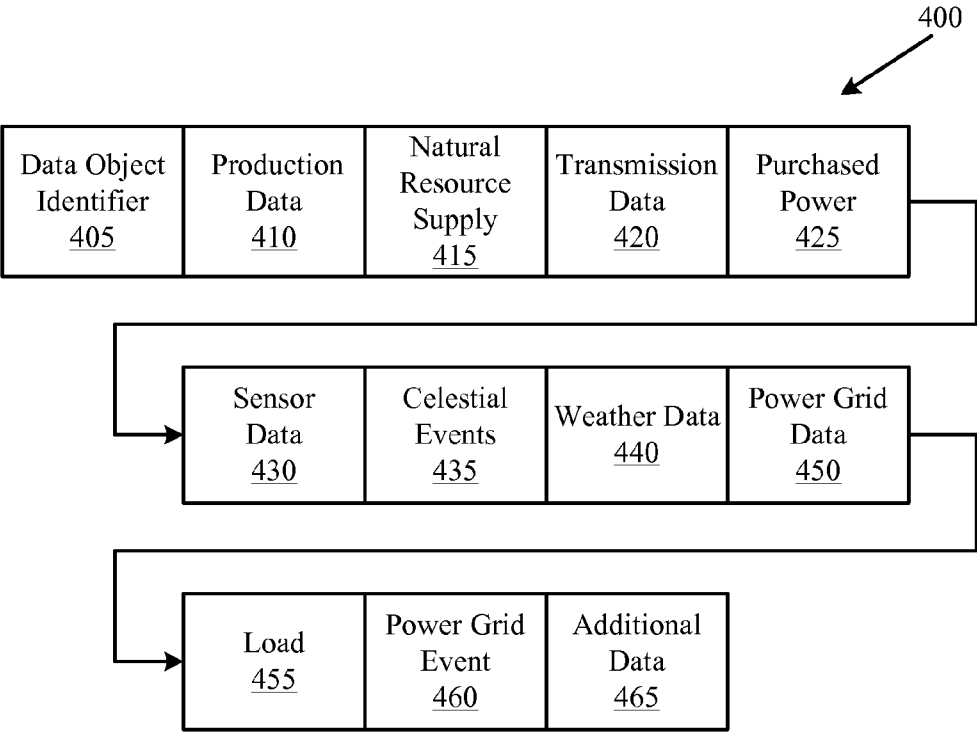 400
Data Object
Identifier
405
Production
Data
410
Natural
Resource
Supply
415
Transmission
Data
420
Purchased
Power
425
Sensor
Data
430
Celestial
Events
435
Weather Data
440
Power Grid
Data
450
Load
455
Power Grid
Event
460
Additional
Data
465